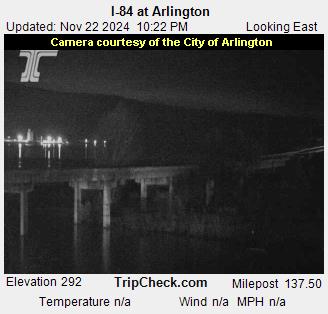 I-84 at Arlington
Updated: Nov 22 2024 10:22 PM Looking East
Camera courtesy of the City of Arlington
Elevation 292 TripCheck.com Milepost 137.50
Temperature n/a Wind n/a MPH n/a